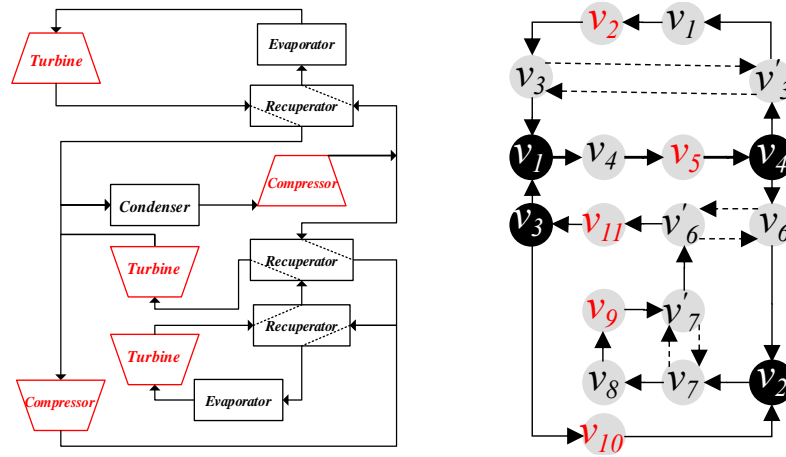 Evaporator
Turbine
Recuperator
Compressor
Condenser
Turbine
Recuperator
Recuperator
Turbine
Evaporator
Compressor
v2 v1
v3 v'3
v1 v4 v5 v4
v3 v11 v'6 v6
v9 v'7
v8 v7 v2
v10